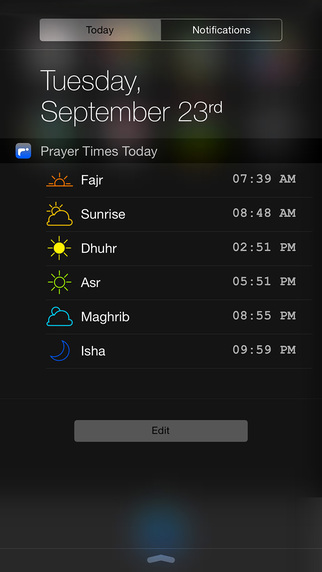 Today Notifications
Tuesday,
September 23rd
Prayer Times Today
Fajr 07:39 AM
Sunrise 08:48 AM
Dhuhr 02:51 PM
Asr 05:51 PM
Maghrib 08:55 PM
Isha 09:59 PM
Edit